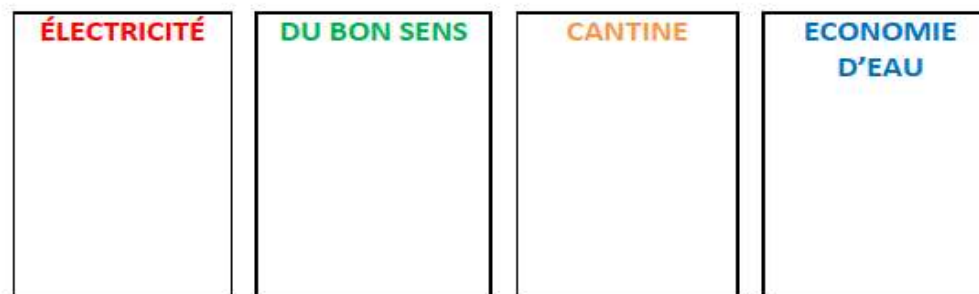 ÉLECTRICITÉ
DU BON SENS
CANTINE
ECONOMIE
D’EAU